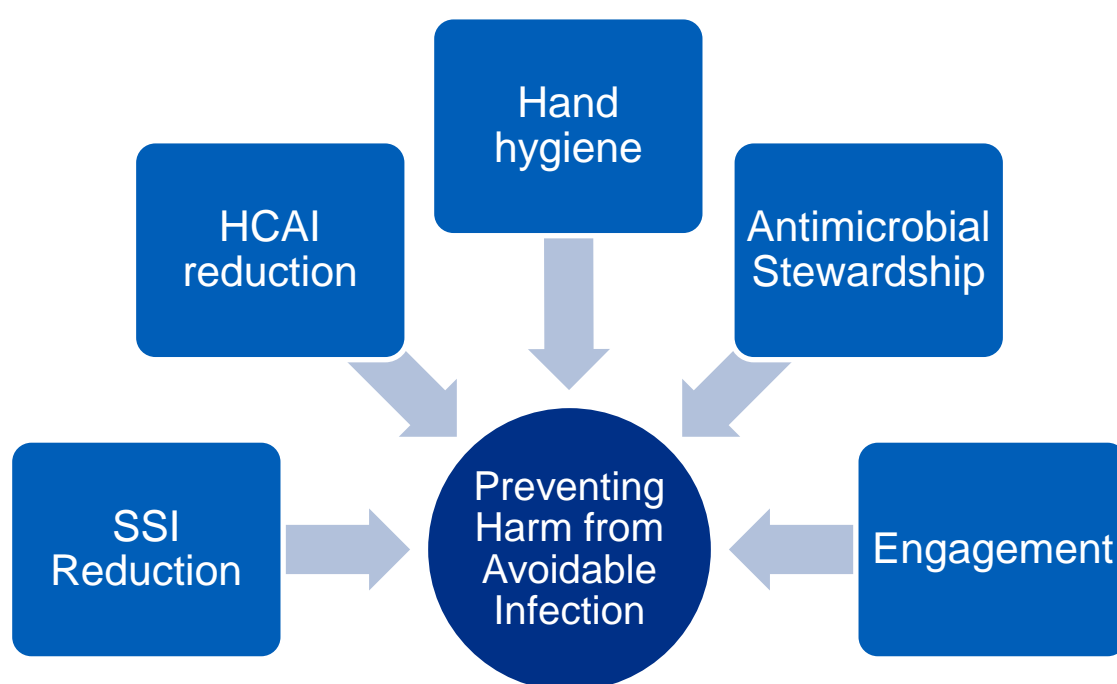 Hand
hygiene
HCAI
reduction
Antimicrobial
Stewardship
SSI
Reduction
Preventing
Harm from
Avoidable
Infection
Engagement